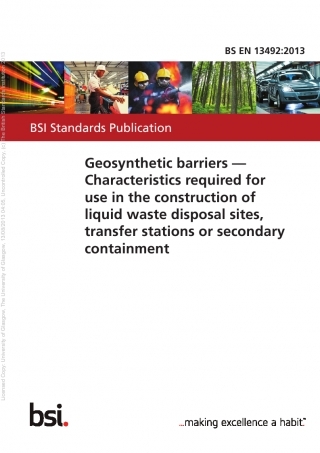 BS EN 13492:2013
BSI Standards Publication
Geosynthetic barriers —
Characteristics required for
use in the construction of
liquid waste disposal sites,
transfer stations or secondary
containment
bsi.
...making excellence a habit.™